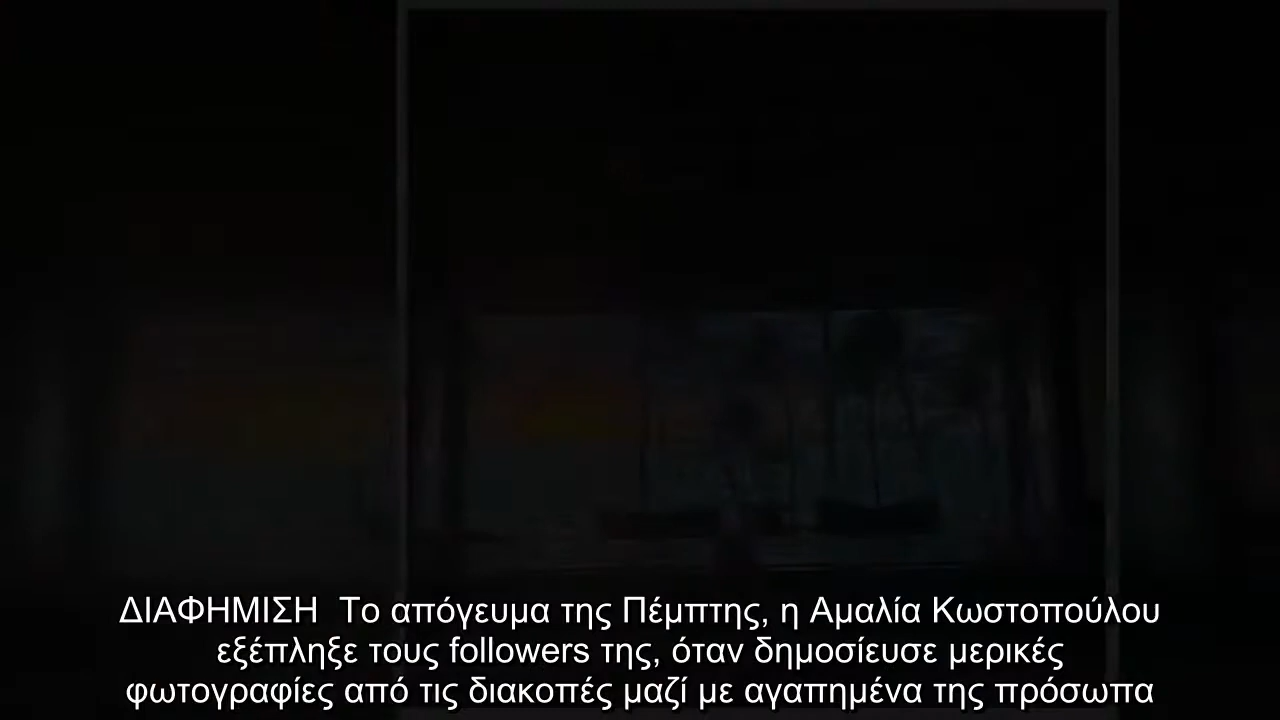 ΔΙΑΦΗΜΙΣΗ  Το απόγευμα της Πέμπτης, η Αμαλία Κωστοπούλου
εξέπληξε τους followers της, όταν δημοσίευσε μερικές
φωτογραφίες από τις διακοπές μαζί με αγαπημένα της πρόσωπα